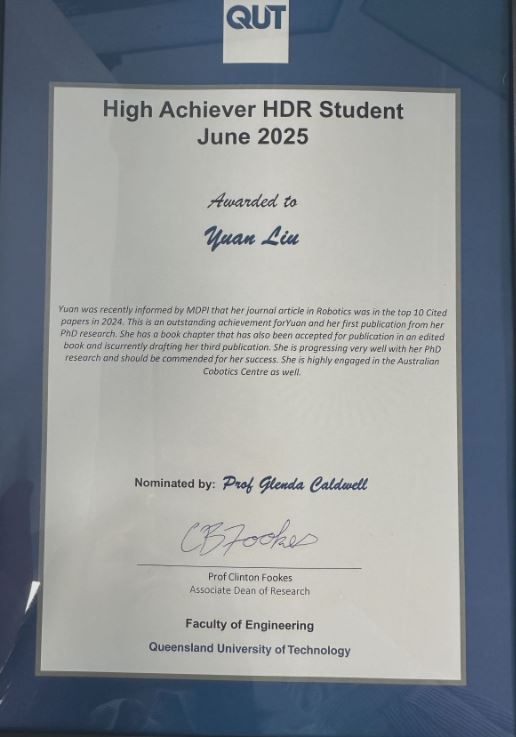 QUT
High Achiever HDR Student
June 2025
Awarded to
Yuan Liu
Yuan was recently informed by MDPI that her journal article in Robotics was in the top 10 Cited
papers in 2024. This is an outstanding achievement forYuan and her first publication from her
PhD research. She has a book chapter that has also been accepted for publication in an edited
book and iscurrently drafting her third publication. She is progressing very well with her PhD
research and should be commended for her success. She is highly engaged in the Australian
Cobotics Centre as well.
Nominated by: Prof Glenda Caldwell
CBFookes
Prof Clinton Fookes
Associate Dean of Research
Faculty of Engineering
Queensland University of Technology